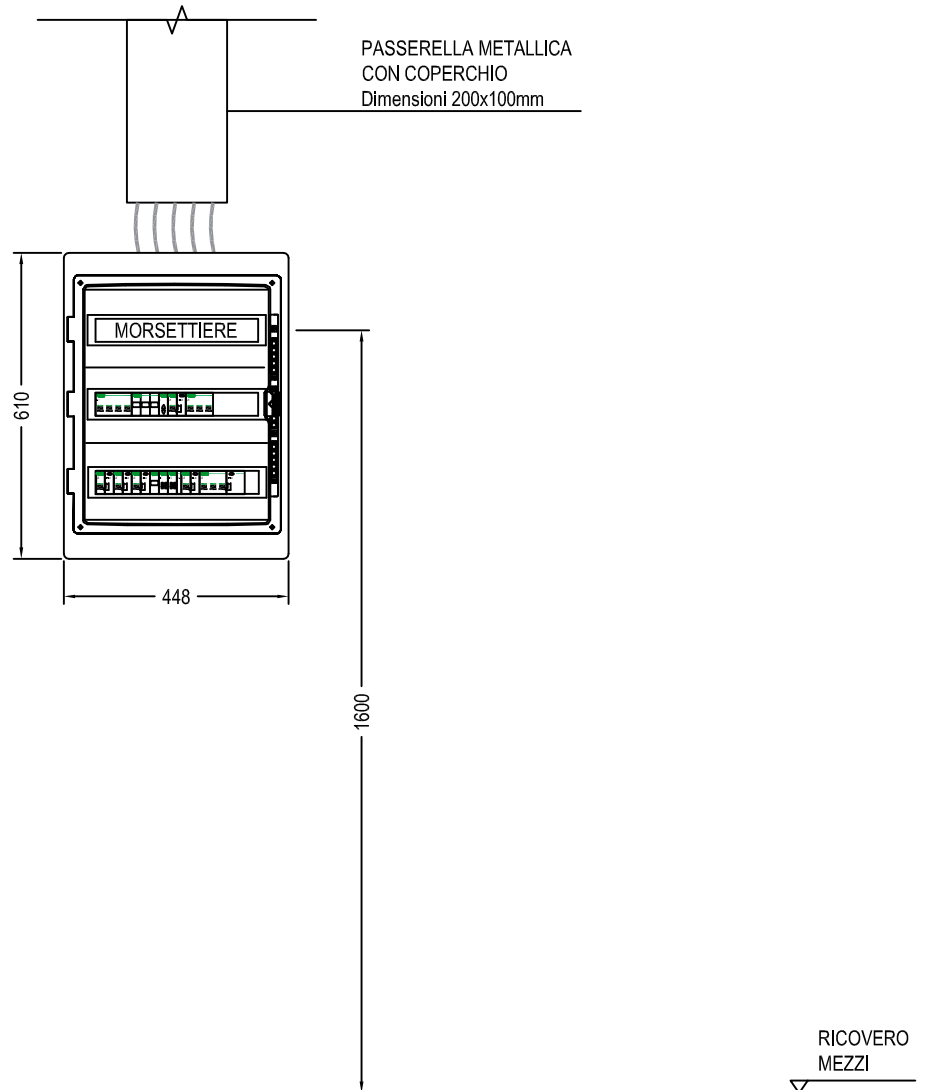 PASSERELLA METALLICA
CON COPERCHIO
Dimensioni 200x100mm
MORSETTIERE
610
448
1600
RICOVERO
MEZZI